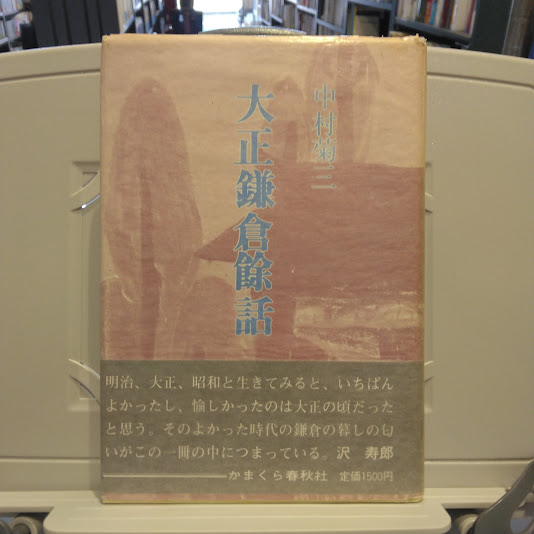 中村菊三
大正鎌倉餘話
明治、大正、昭和と生きてみると、いちばん
よかったし、愉しかったのは大正の頃だった
と思う。そのよかった時代の鎌倉の暮しの匂
いがこの一冊の中につまっている。沢 寿郎
かまくら春秋社 定価1500円